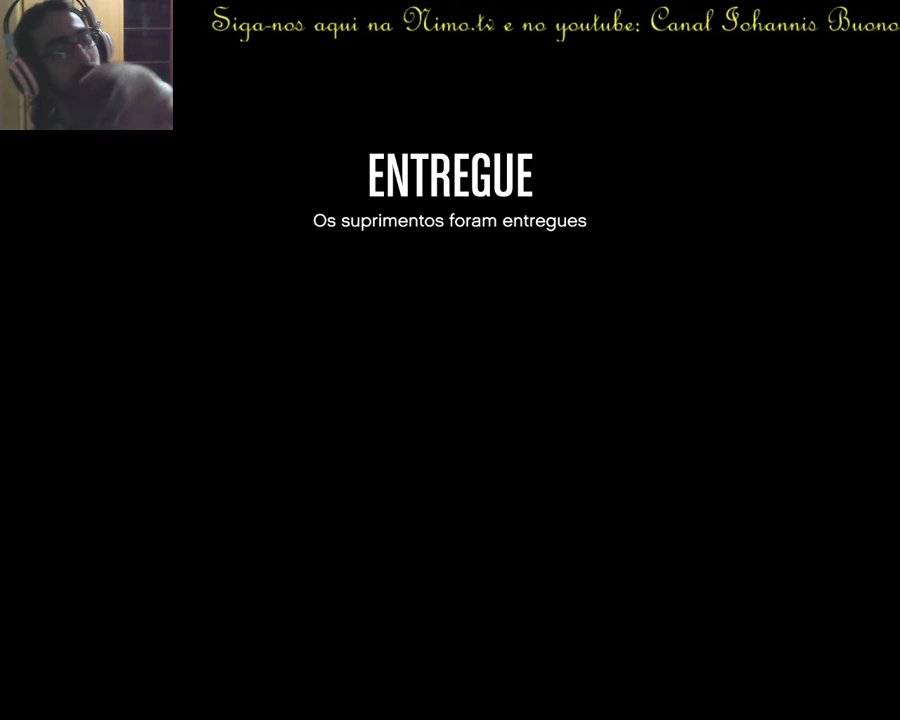 Siga-nos aqui na Nimo.tv e no youtube: Canal Iohannis Buono
ENTREGUE
Os suprimentos foram entregues